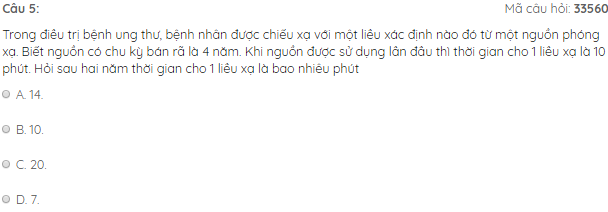 Câu 5:
Mã câu hỏi: 33560
Trong điều trị bệnh ung thư, bệnh nhân được chiếu xạ với một liều xác định nào đó từ một nguồn phóng
xạ. Biết nguồn có chu kỳ bán rã là 4 năm. Khi nguồn được sử dụng lần đầu thì thời gian cho 1 liều xạ là 10
phút. Hỏi sau hai năm thời gian cho 1 liều xạ là bao nhiêu phút
A. 14.
B. 10.
C. 20.
D. 7.